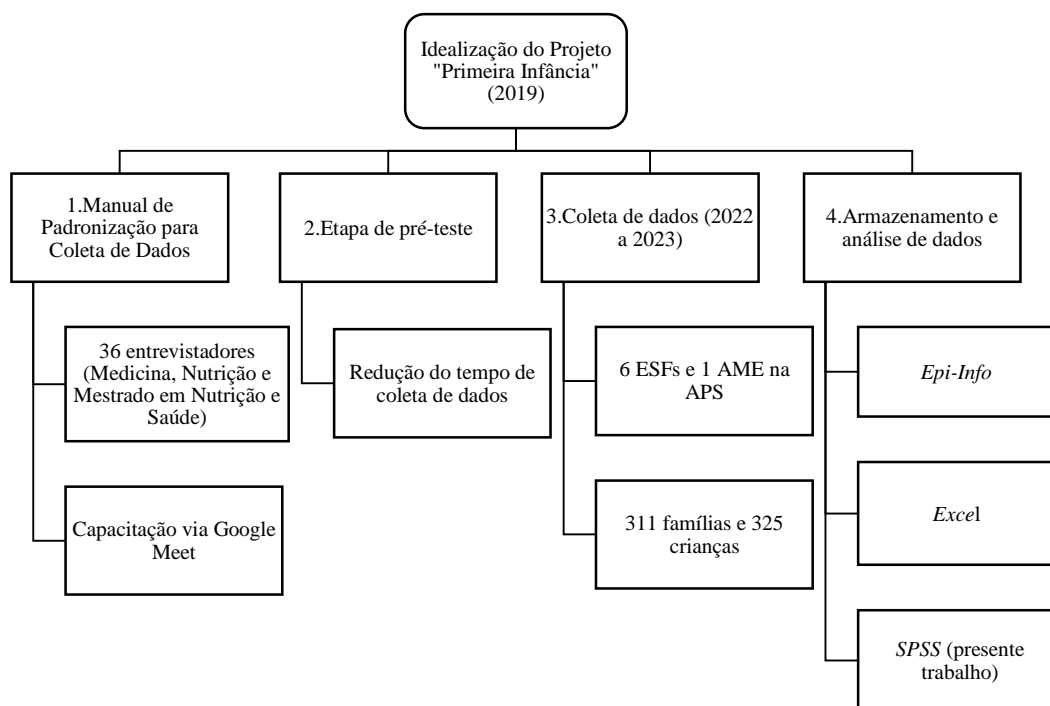 Idealização do Projeto
"Primeira Infância"
(2019)
1.Manual de
Padronização para
Coleta de Dados
2.Etapa de pré-teste
3.Coleta de dados (2022
a 2023)
4.Armazenamento e
análise de dados
36 entrevistadores
(Medicina, Nutrição e
Mestrado em Nutrição e
Saúde)
Redução do tempo de
coleta de dados
6 ESFs e 1 AME na
APS
Epi-Info
Capacitação via Google
Meet
311 famílias e 325
crianças
Excel
SPSS (presente
trabalho)